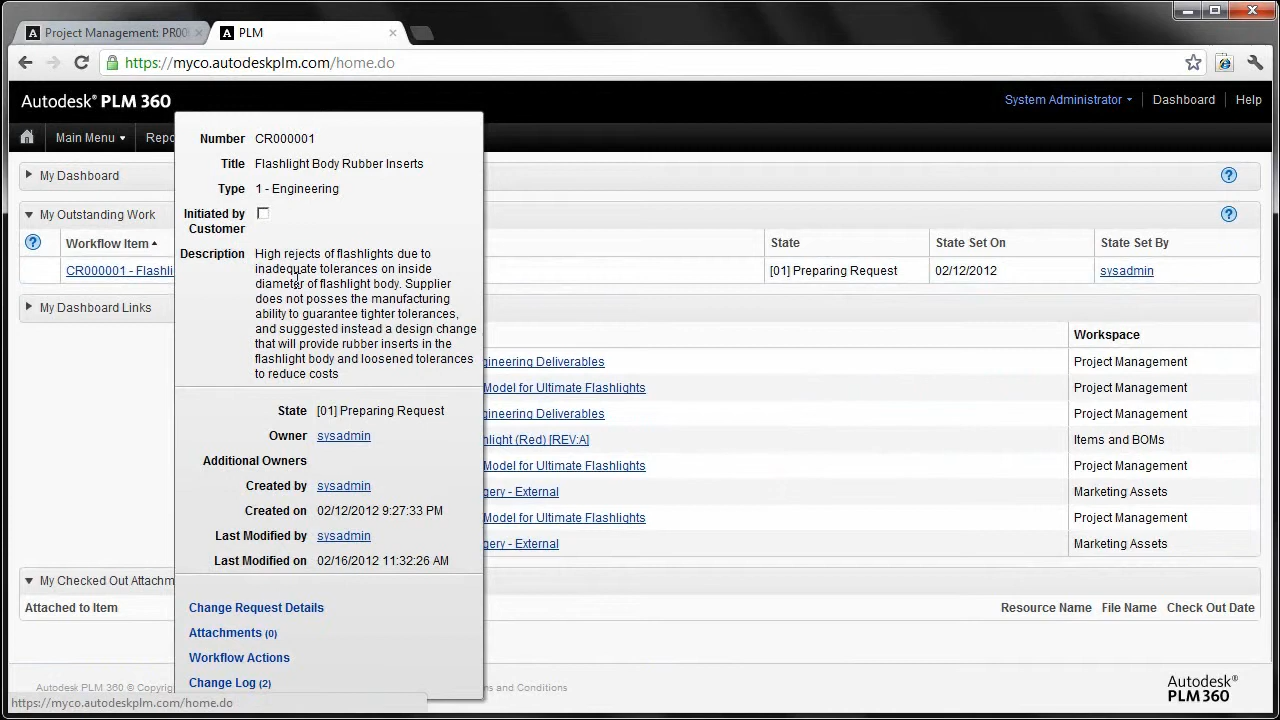 Project Management: PR00
PLM
https://myco.autodeskplm.com/home.do
Autodesk® PLM 360
System Administrator
Dashboard
Help
Main Menu
Repo
My Dashboard
My Outstanding Work
Workflow Item
State
State Set On
State Set By
CR000001 - Flashli
[01] Preparing Request
02/12/2012
sysadmin
My Dashboard Links
Workspace
gineering Deliverables
Project Management
Model for Ultimate Flashlights
Project Management
gineering Deliverables
Project Management
hlight (Red) [REV:A]
Items and BOMs
Model for Ultimate Flashlights
Project Management
gery - External
Marketing Assets
Model for Ultimate Flashlights
Project Management
gery - External
Marketing Assets
My Checked Out Attachm
Attached to Item
Resource Name
File Name
Check Out Date
Number CR000001
Title Flashlight Body Rubber Inserts
Type 1 - Engineering
Initiated by
Customer
Description High rejects of flashlights due to
inadequate tolerances on inside
diameter of flashlight body. Supplier
does not posses the manufacturing
ability to guarantee tighter tolerances,
and suggested instead a design change
that will provide rubber inserts in the
flashlight body and loosened tolerances
to reduce costs
State [01] Preparing Request
Owner sysadmin
Additional Owners
Created by sysadmin
Created on 02/12/2012 9:27:33 PM
Last Modified by sysadmin
Last Modified on 02/16/2012 11:32:26 AM
Change Request Details
Attachments (0)
Workflow Actions
Change Log (2)
Autodesk PLM 360 © Copyrig
ms and Conditions
Autodesk®
PLM 360
https://myco.autodeskplm.com/home.do